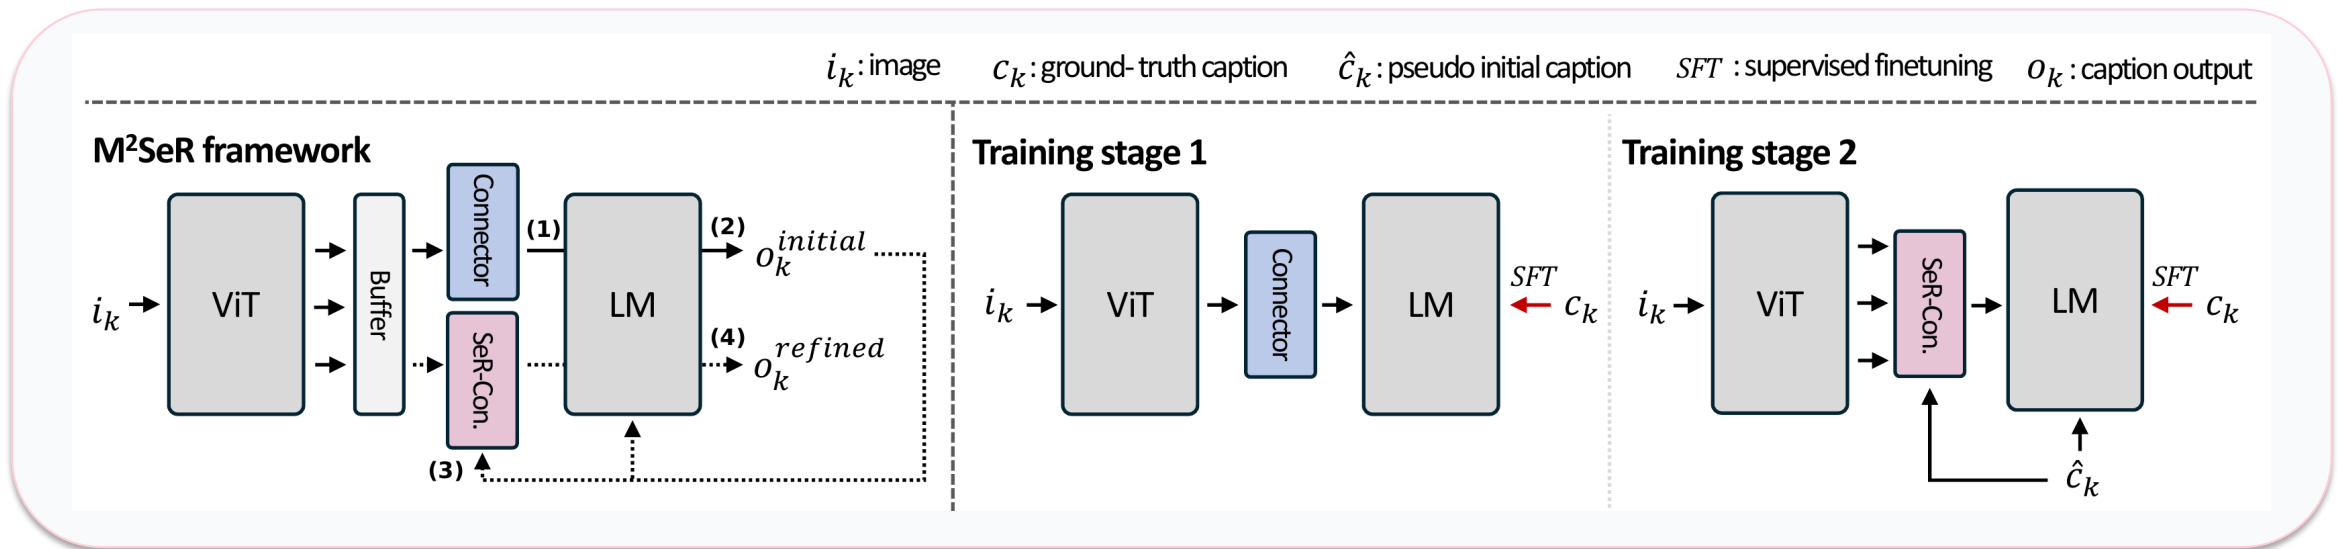 i_k : image c_k : ground- truth caption ĉ_k : pseudo initial caption SFT : supervised finetuning o_k : caption output
M²SeR framework
i_k
ViT
Buffer
Connector
SeR-Con.
(1)
LM
(2)
o_k^initial
(4)
o_k^refined
(3)
Training stage 1
i_k
ViT
Connector
LM
SFT
c_k
Training stage 2
i_k
ViT
SeR-Con.
LM
SFT
c_k
ĉ_k